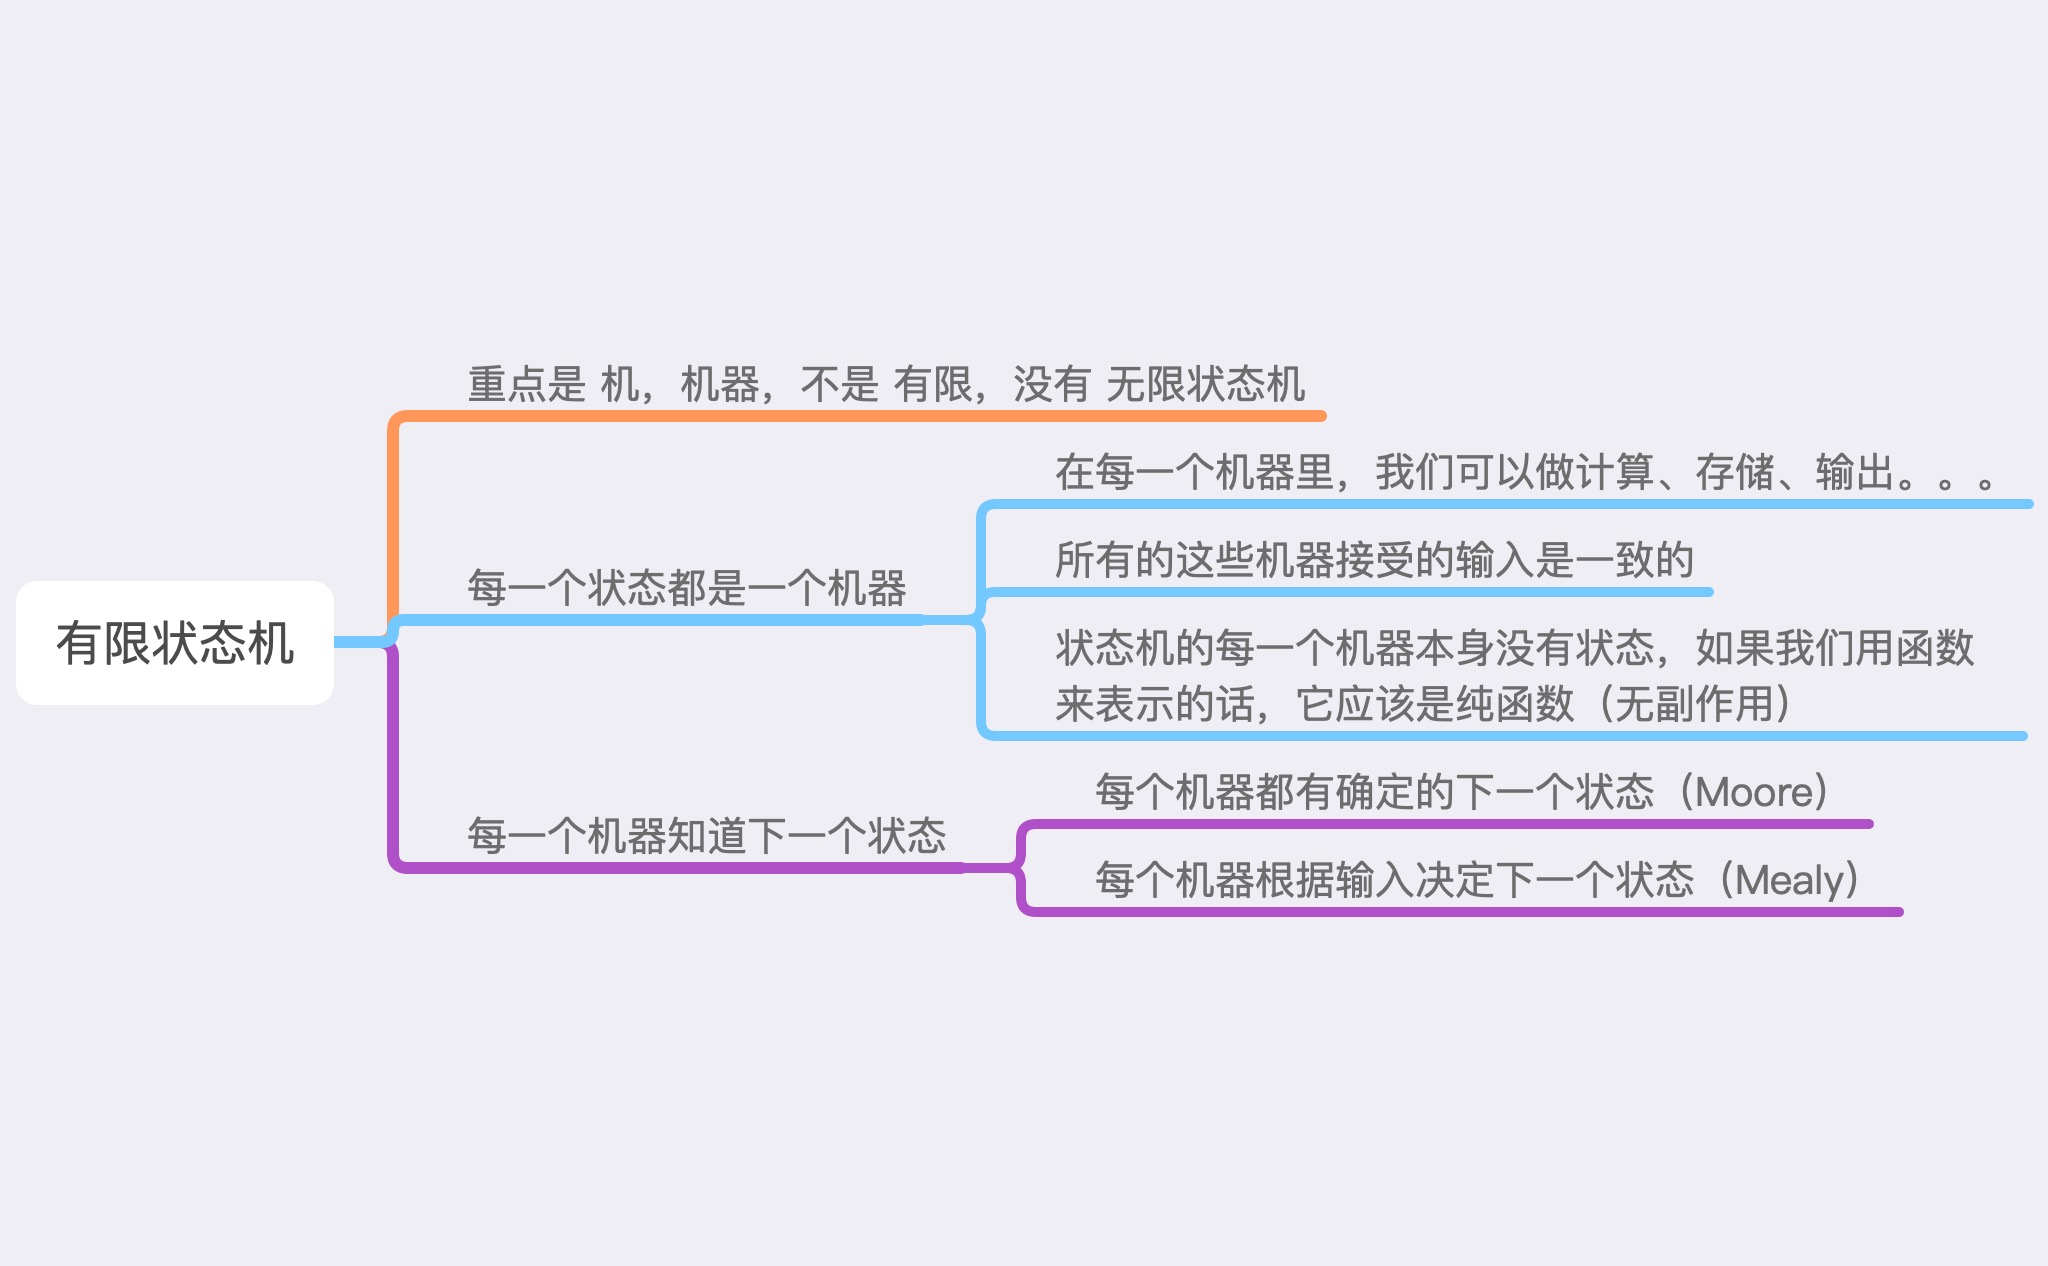 重点是 机，机器，不是 有限，没有 无限状态机
在每一个机器里，我们可以做计算、存储、输出。。。
所有的这些机器接受的输入是一致的
每一个状态都是一个机器
有限状态机
状态机的每一个机器本身没有状态，如果我们用函数
来表示的话，它应该是纯函数（无副作用）
每个机器都有确定的下一个状态（Moore）
每一个机器知道下一个状态
每个机器根据输入决定下一个状态（Mealy）